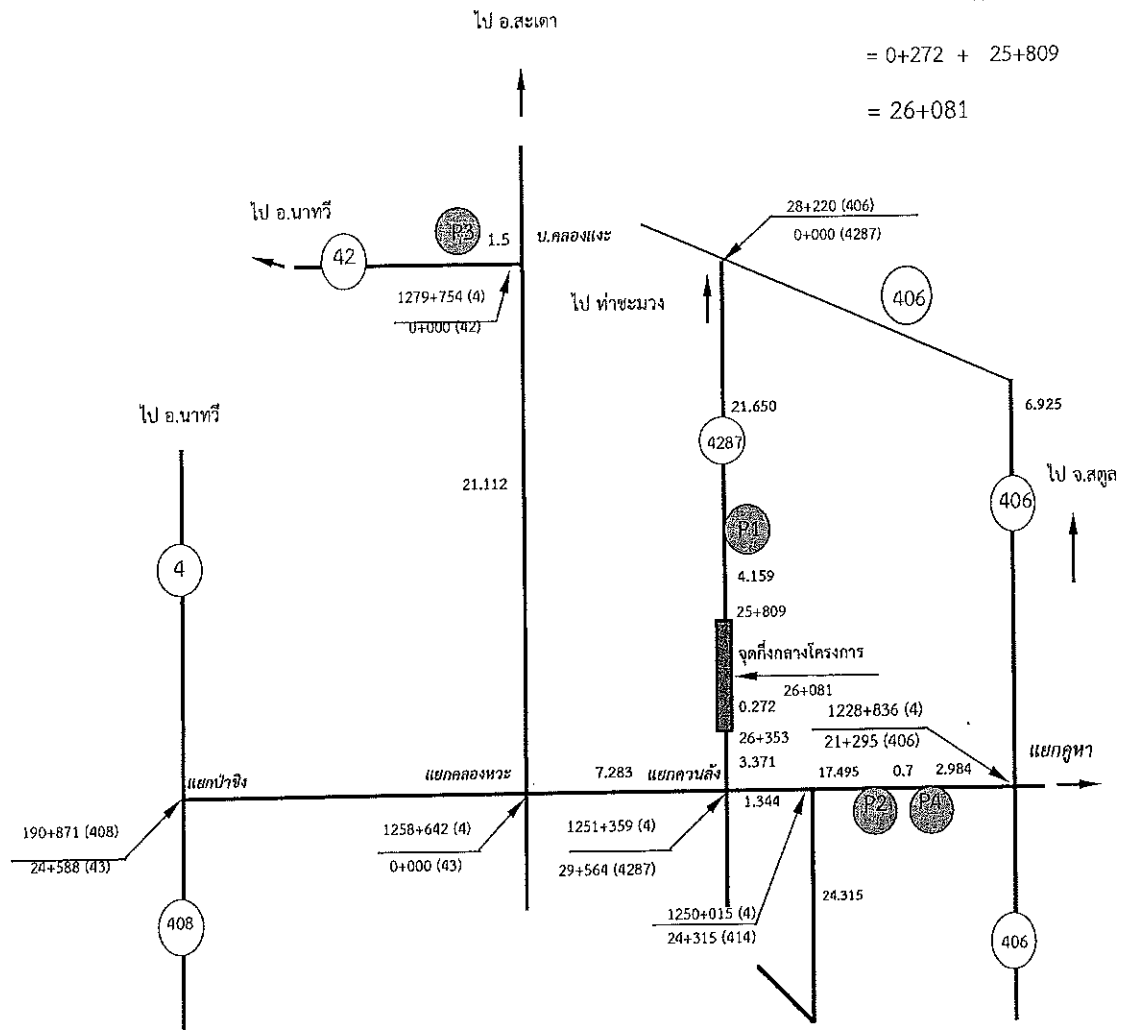 ไป อ.สะเดา
= 0+272 + 25+809
= 26+081
28+220 (406)
0+000 (4287)
ไป อ.นาทวี
P3
1.5
บ.คลองแงะ
42
406
1279+754 (4)
0+000 (42)
ไป ท่าชะมวง
ไป อ.นาทวี
21.650
6.925
4287
ไป จ.สตูล
21.112
406
P1
4
4.159
25+809
จุดกึ่งกลางโครงการ
26+081
0.272
1228+836 (4)
21+295 (406)
26+353
แยกคูหา
3.371
แยกป่าชิง
แยกคลองหวะ
7.283
แยกควนลัง
17.495
0.7
2.984
1.344
P2
P4
190+871 (408)
24+588 (43)
1258+642 (4)
0+000 (43)
1251+359 (4)
29+564 (4287)
24.315
1250+015 (4)
24+315 (414)
408
406